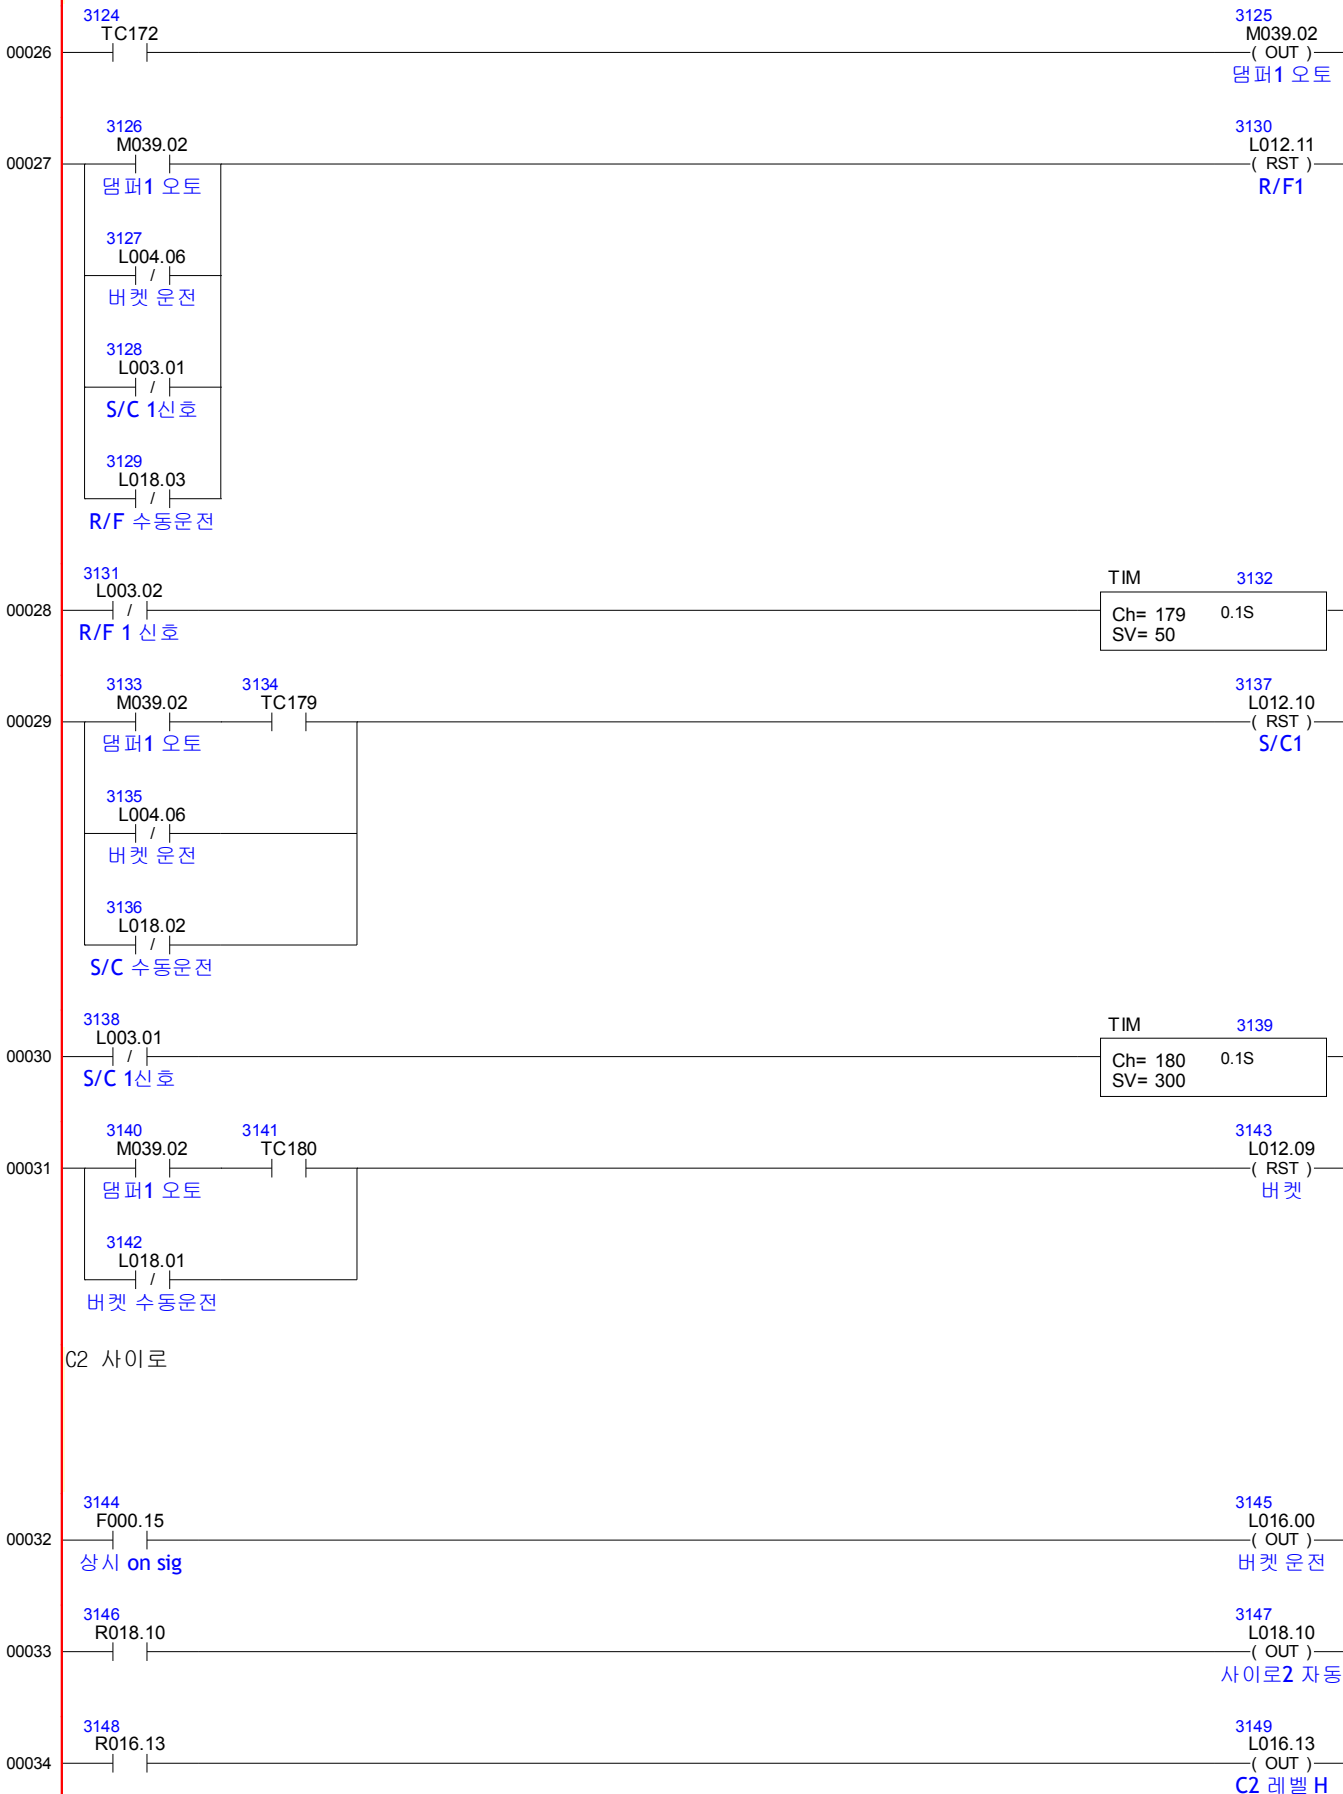 3124 3125
TC172 M039.02
00026 ( OUT )
댐퍼1 오토
3126 3130
M039.02 L012.11
00027 ( RST )
댐퍼1 오토 R/F1
3127
L004.06
/
버켓 운전
3128
L003.01
/
S/C 1신호
3129
L018.03
/
R/F 수동운전
3131 TIM 3132
L003.02
00028 / Ch= 179 0.1S
R/F 1 신호 SV= 50
3133 3134 3137
M039.02 TC179 L012.10
00029 ( RST )
댐퍼1 오토 S/C1
3135
L004.06
/
버켓 운전
3136
L018.02
/
S/C 수동운전
3138 TIM 3139
L003.01
00030 / Ch= 180 0.1S
S/C 1신호 SV= 300
3140 3141 3143
M039.02 TC180 L012.09
00031 ( RST )
댐퍼1 오토 버켓
3142
L018.01
/
버켓 수동운전
C2 사이로
3144 3145
F000.15 L016.00
00032 ( OUT )
상시 on sig 버켓 운전
3146 3147
R018.10 L018.10
00033 ( OUT )
사이로2 자동
3148 3149
R016.13 L016.13
00034 ( OUT )
C2 레벨 H